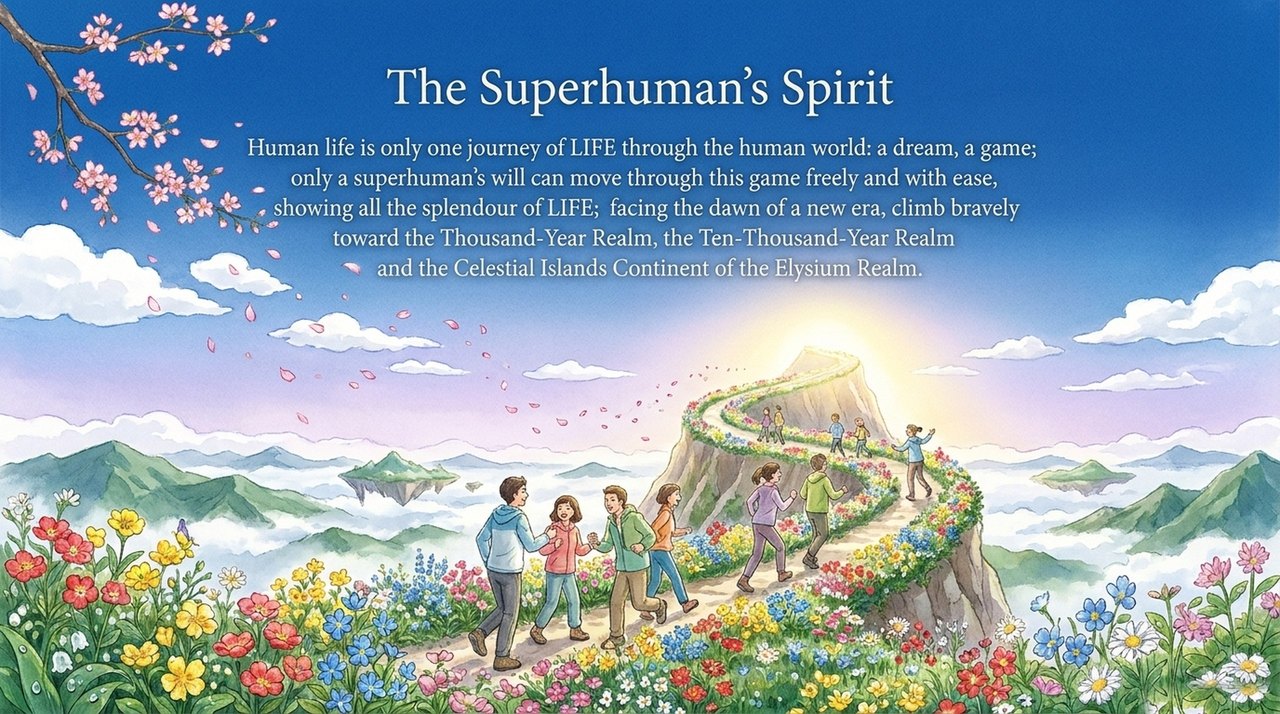 The Superhuman’s Spirit
Human life is only one journey of LIFE through the human world: a dream, a game;
only a superhuman’s will can move through this game freely and with ease,
showing all the splendour of LIFE;  facing the dawn of a new era, climb bravely
toward the Thousand-Year Realm, the Ten-Thousand-Year Realm
and the Celestial Islands Continent of the Elysium Realm.